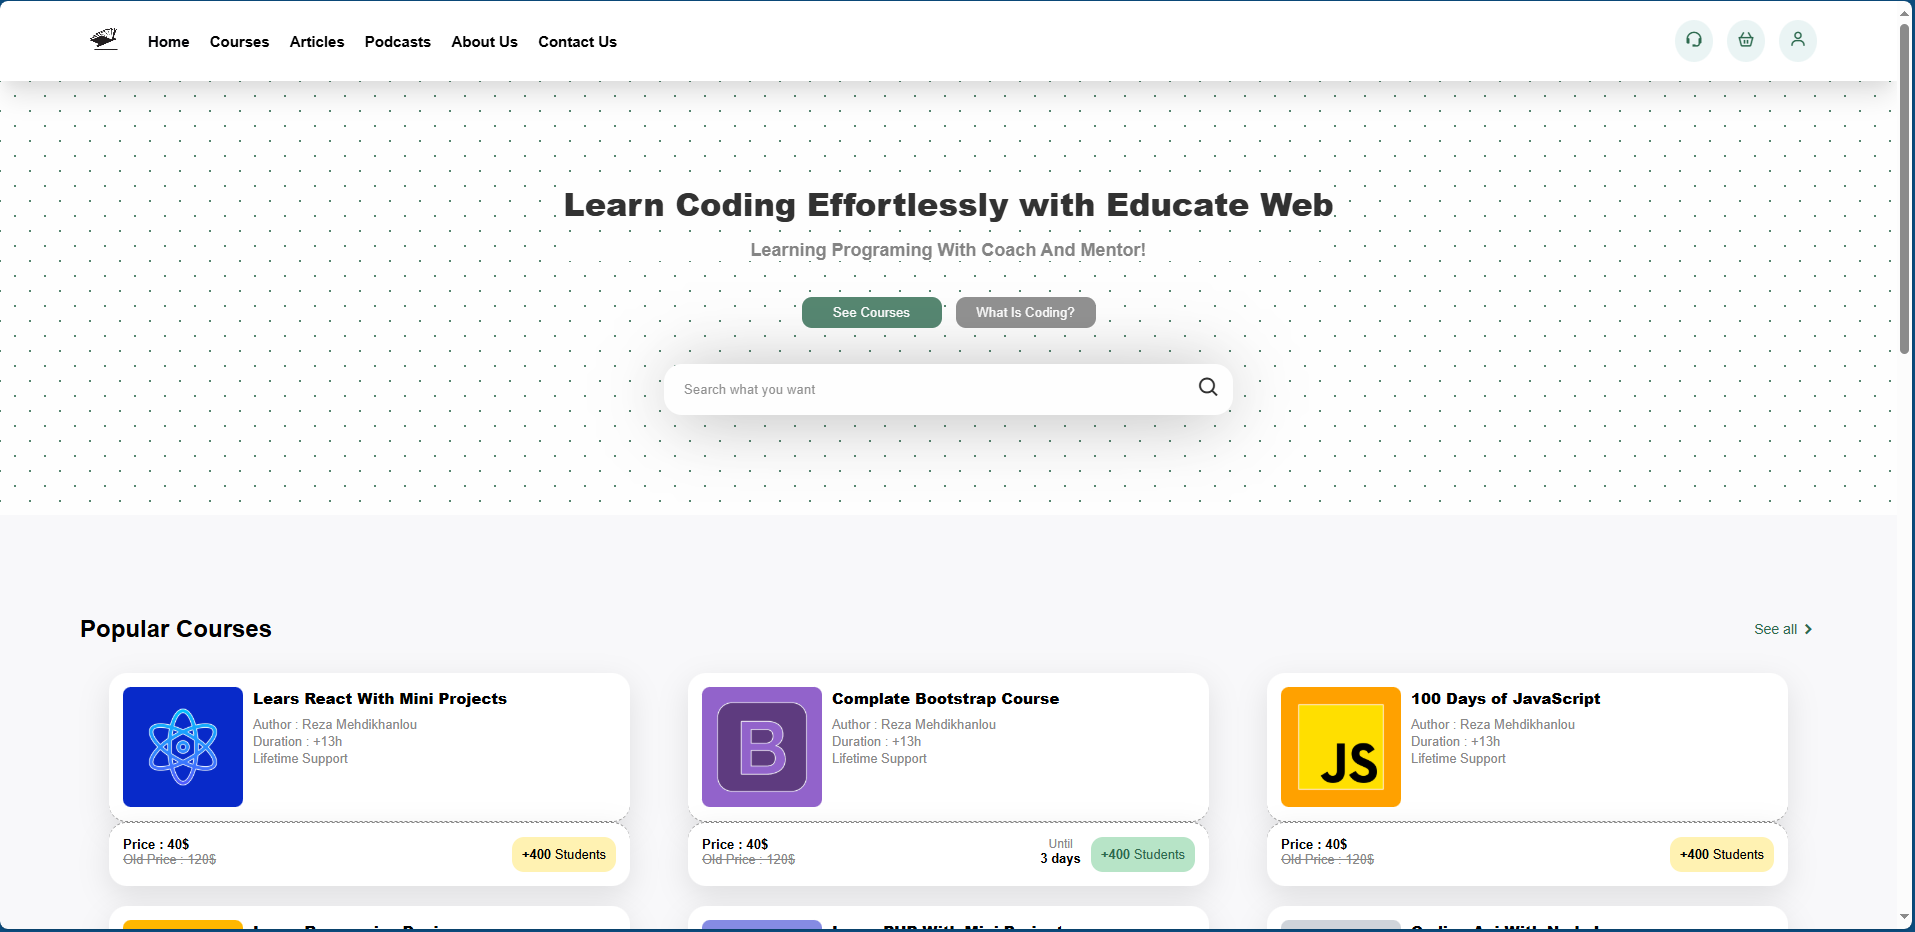 Home Courses Articles Podcasts About Us Contact Us
Learn Coding Effortlessly with Educate Web
Learning Programing With Coach And Mentor!
See Courses What Is Coding?
Search what you want
Popular Courses
See all
Lears React With Mini Projects
Author : Reza Mehdikhanlou
Duration : +13h
Lifetime Support
Price : 40$
Old Price : 120$
+400 Students
B
Complate Bootstrap Course
Author : Reza Mehdikhanlou
Duration : +13h
Lifetime Support
Price : 40$
Old Price : 120$
Until
3 days
+400 Students
JS
100 Days of JavaScript
Author : Reza Mehdikhanlou
Duration : +13h
Lifetime Support
Price : 40$
Old Price : 120$
+400 Students